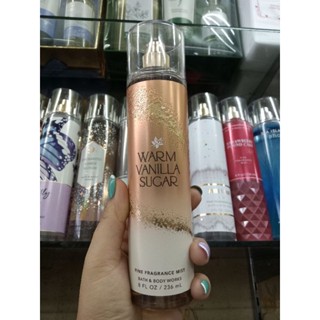 WARM
VANILLA
SUGAR
FINE FRAGRANCE MIST
BATH & BODY WORKS
8 FL OZ / 236 mL